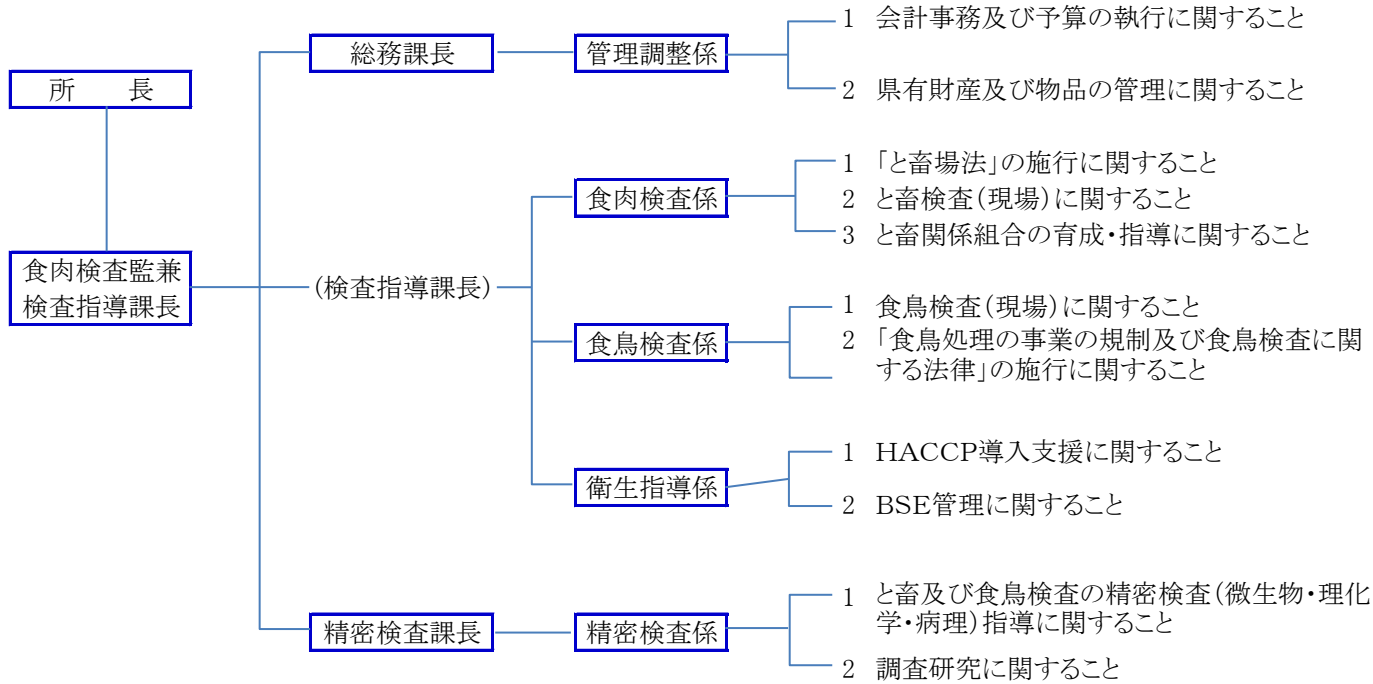 所　長
食肉検査監兼
検査指導課長
総務課長
管理調整係
1 会計事務及び予算の執行に関すること
2 県有財産及び物品の管理に関すること
(検査指導課長)
食肉検査係
1 「と畜場法」の施行に関すること
2 と畜検査(現場)に関すること
3 と畜関係組合の育成・指導に関すること
食鳥検査係
1 食鳥検査(現場)に関すること
2 「食鳥処理の事業の規制及び食鳥検査に関
する法律」の施行に関すること
衛生指導係
1 HACCP導入支援に関すること
2 BSE管理に関すること
精密検査課長
精密検査係
1 と畜及び食鳥検査の精密検査(微生物・理化
学・病理)指導に関すること
2 調査研究に関すること